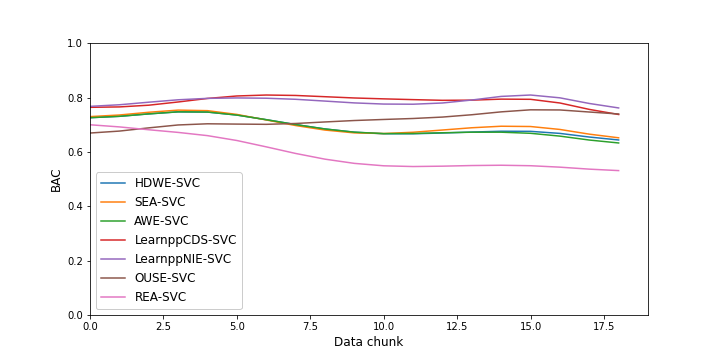 1.0
0.8
0.6
0.4
0.2
0.0
BAC
HDWE-SVC
SEA-SVC
AWE-SVC
LearnppCDS-SVC
LearnppNIE-SVC
OUSE-SVC
REA-SVC
0.0 2.5 5.0 7.5 10.0 12.5 15.0 17.5
Data chunk